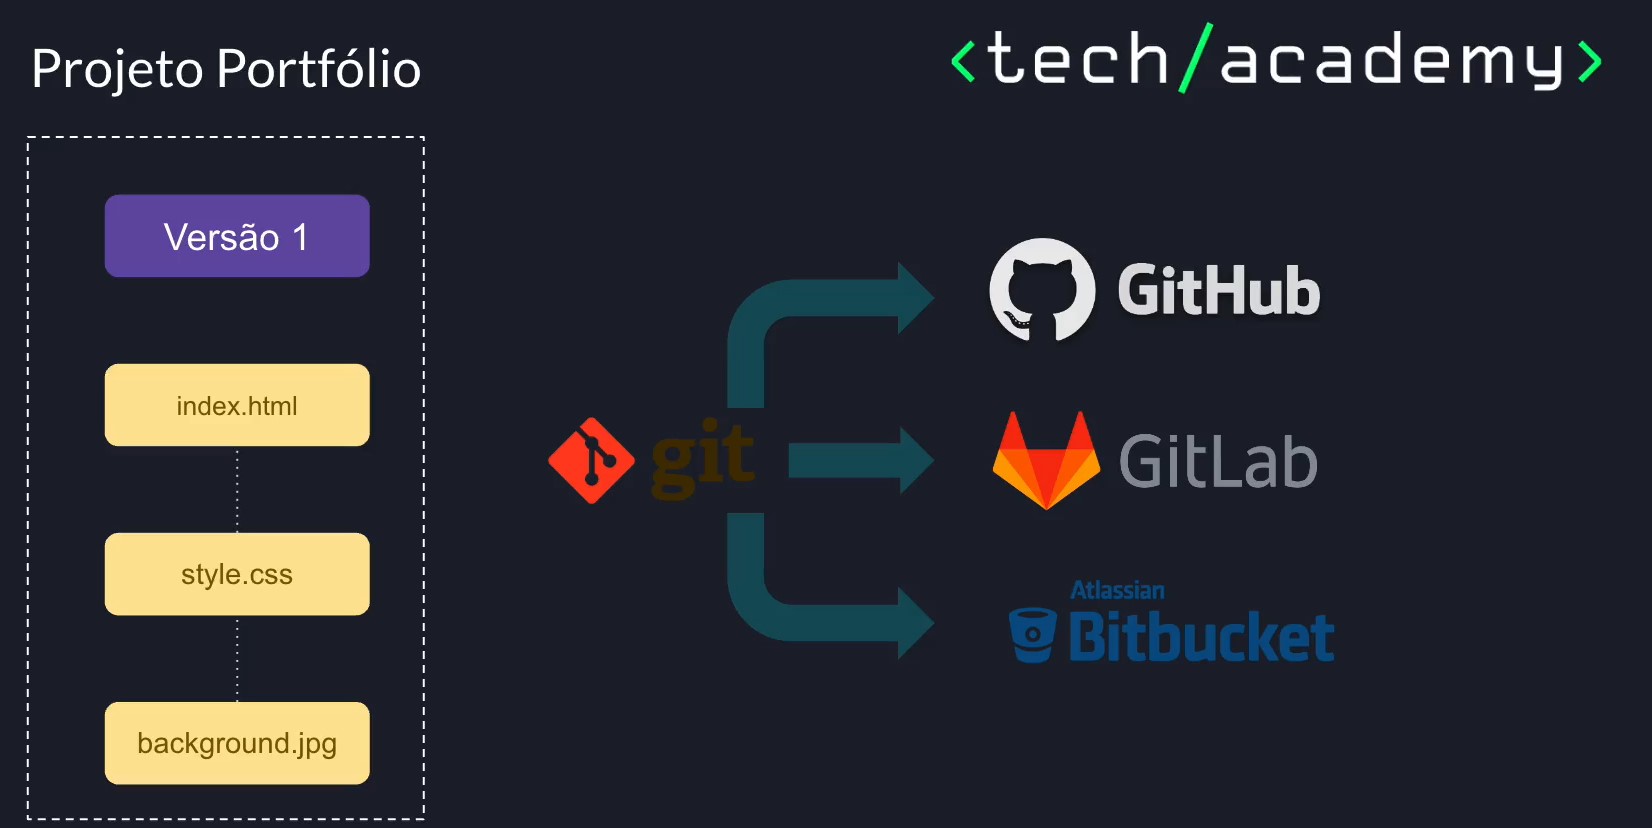 Projeto Portfólio
<tech/academy>
Versão 1
index.html
style.css
background.jpg
git
GitHub
GitLab
Atlassian
Bitbucket